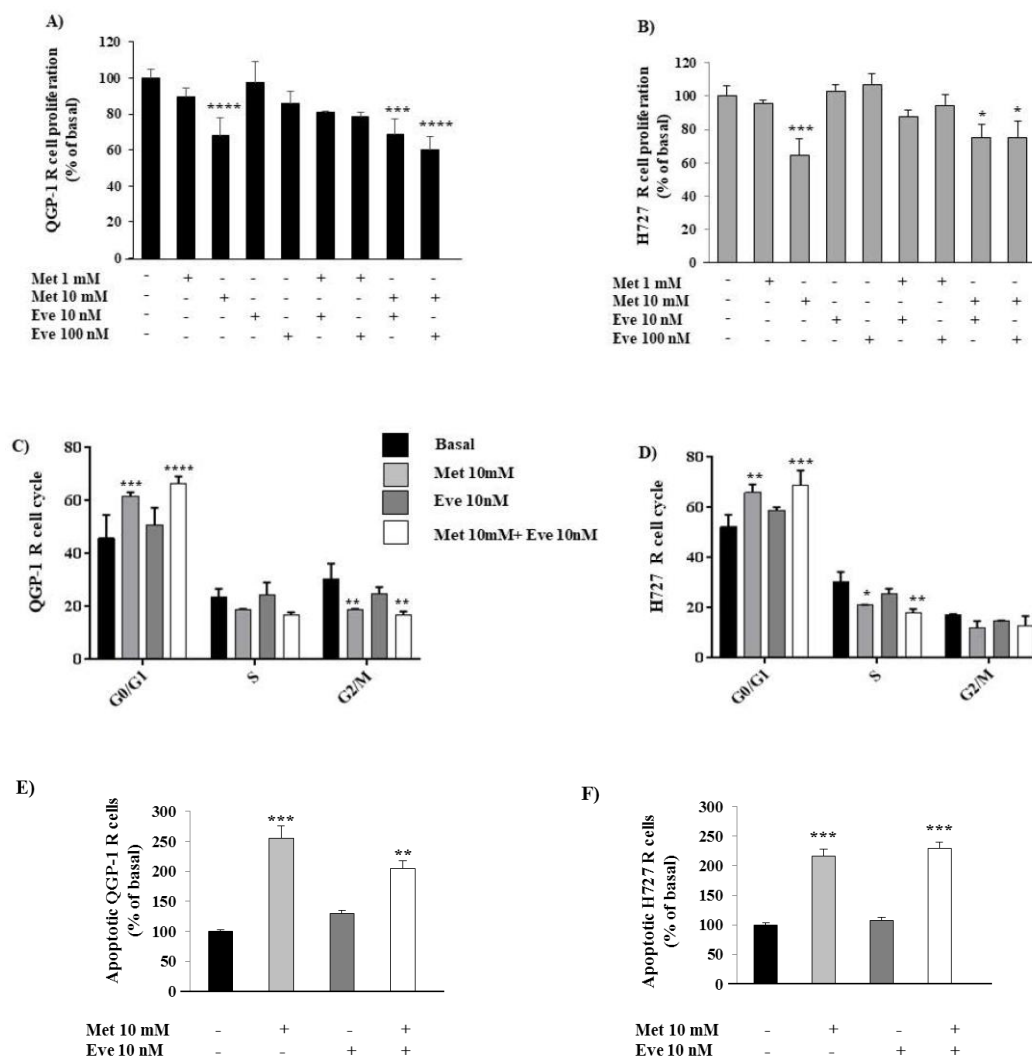 A)
QGP-1 R cell proliferation
(% of basal)
120
100
80
60
40
20
0
****
***
****
Met 1 mM - + - - - + + - -
Met 10 mM - - + - - - - + +
Eve 10 nM - - - + - + - + -
Eve 100 nM - - - - + - + - +
B)
H727 R cell proliferation
(% of basal)
120
100
80
60
40
20
0
***
*
*
Met 1 mM - + - - - + + - -
Met 10 mM - - + - - - - + +
Eve 10 nM - - - + - + - + -
Eve 100 nM - - - - + - + - +
C)
QGP-1 R cell cycle
80
60
40
20
0
***
****
**
**
G0/G1
S
G2/M
Basal
Met 10mM
Eve 10nM
Met 10mM+ Eve 10nM
D)
H727 R cell cycle
80
60
40
20
0
**
***
*
**
G0/G1
S
G2/M
E)
Apoptotic QGP-1 R cells
(% of basal)
300
250
200
150
100
50
0
***
**
Met 10 mM - + - +
Eve 10 nM - - + +
F)
Apoptotic H727 R cells
(% of basal)
300
250
200
150
100
50
0
***
***
Met 10 mM - + - +
Eve 10 nM - - + +